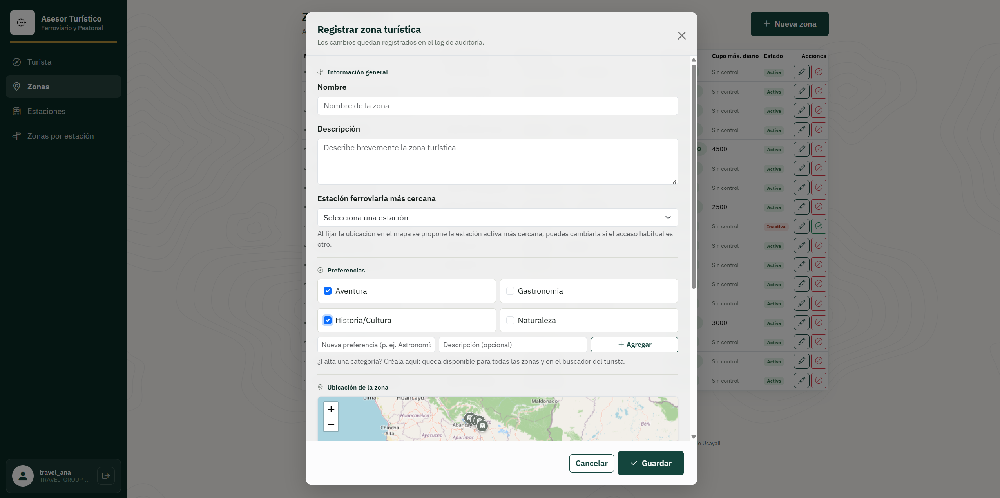 MTC
Asesor Turístico
Ferroviario y Peatonal
Turista
Zonas
Estaciones
Zonas por estación
travel_ana
TRAVEL_GROUP_...
Nueva zona
Registrar zona turística
Los cambios quedan registrados en el log de auditoría.
Información general
Nombre
Nombre de la zona
Descripción
Describe brevemente la zona turística
Estación ferroviaria más cercana
Selecciona una estación
Al fijar la ubicación en el mapa se propone la estación activa más cercana; puedes cambiarla si el acceso habitual es
otro.
Preferencias
Aventura
Gastronomia
Historia/Cultura
Naturaleza
Nueva preferencia (p. ej. Astronomí
Descripción (opcional)
Agregar
¿Falta una categoría? Créala aquí: queda disponible para todas las zonas y en el buscador del turista.
Ubicación de la zona
+
−
Lima
Huancayo
Maldonado
Huancavelica
Abancay
Chincha
Alta
Ayacucho
Apurímac
Beni
Cancelar
Guardar
Cupo máx. diario Estado Acciones
Sin control Activa
Sin control Activa
Sin control Activa
Sin control Activa
0 4500 Activa
Sin control Activa
Sin control Activa
2500 Activa
Sin control Inactiva
Sin control Activa
Sin control Activa
Sin control Activa
Sin control Activa
3000 Activa
Sin control Activa
Sin control Activa
Sin control Activa
e Ucayali